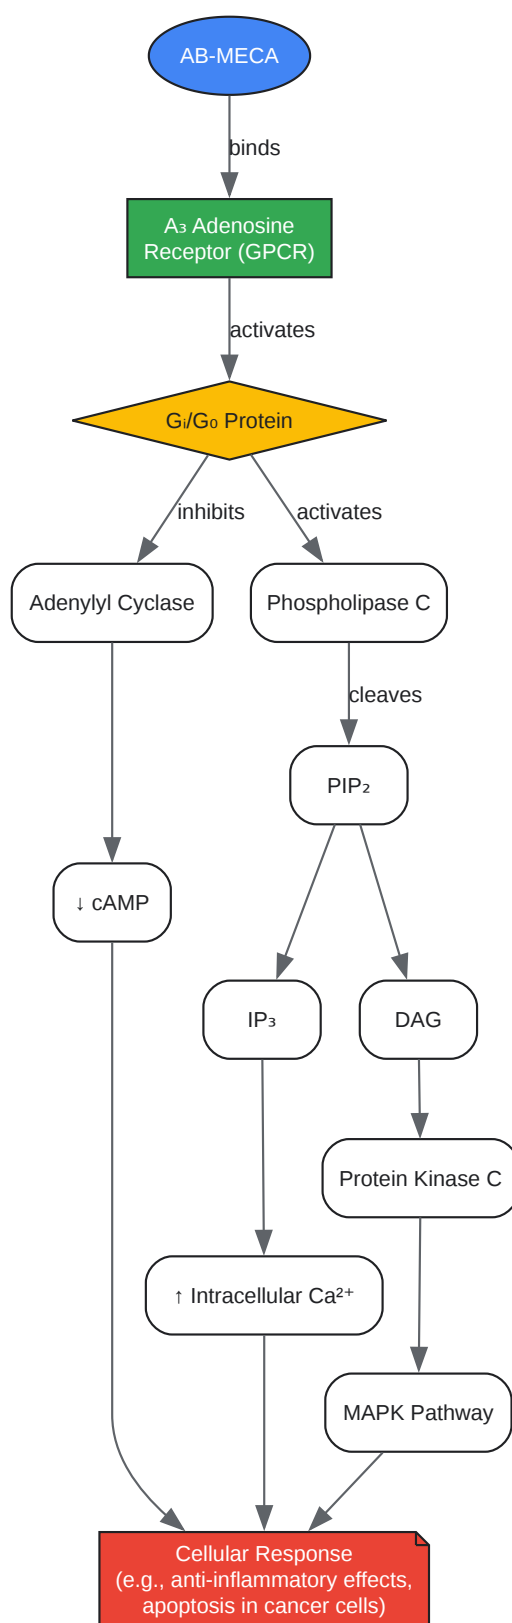 AB-MECA
binds
A₃ Adenosine
Receptor (GPCR)
activates
Gᵢ/G₀ Protein
inhibits
activates
Adenylyl Cyclase
Phospholipase C
cleaves
PIP₂
↓ cAMP
IP₃
DAG
Protein Kinase C
↑ Intracellular Ca²⁺
MAPK Pathway
Cellular Response
(e.g., anti-inflammatory effects,
apoptosis in cancer cells)